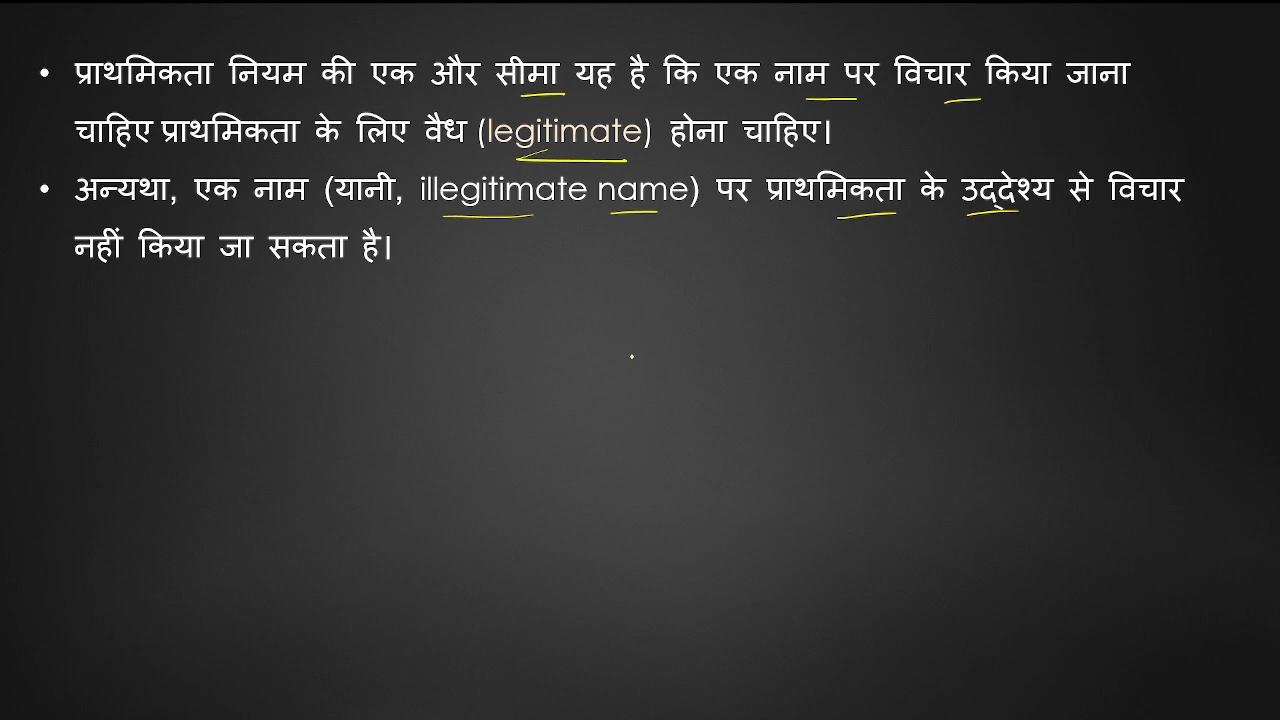 • प्राथमिकता नियम की एक और सीमा यह है कि एक नाम पर विचार किया जाना
चाहिए प्राथमिकता के लिए वैध (legitimate) होना चाहिए।
• अन्यथा, एक नाम (यानी, illegitimate name) पर प्राथमिकता के उद्देश्य से विचार
नहीं किया जा सकता है।